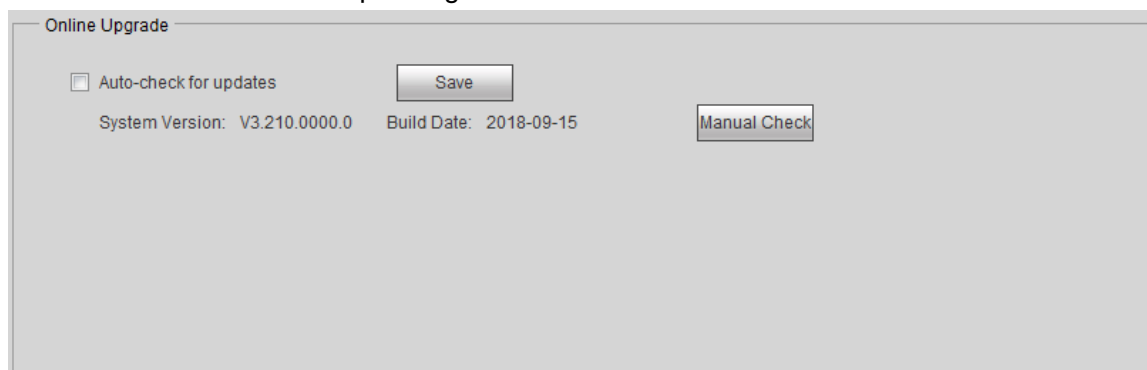 Online Upgrade
Auto-check for updates Save
System Version: V3.210.0000.0 Build Date: 2018-09-15 Manual Check